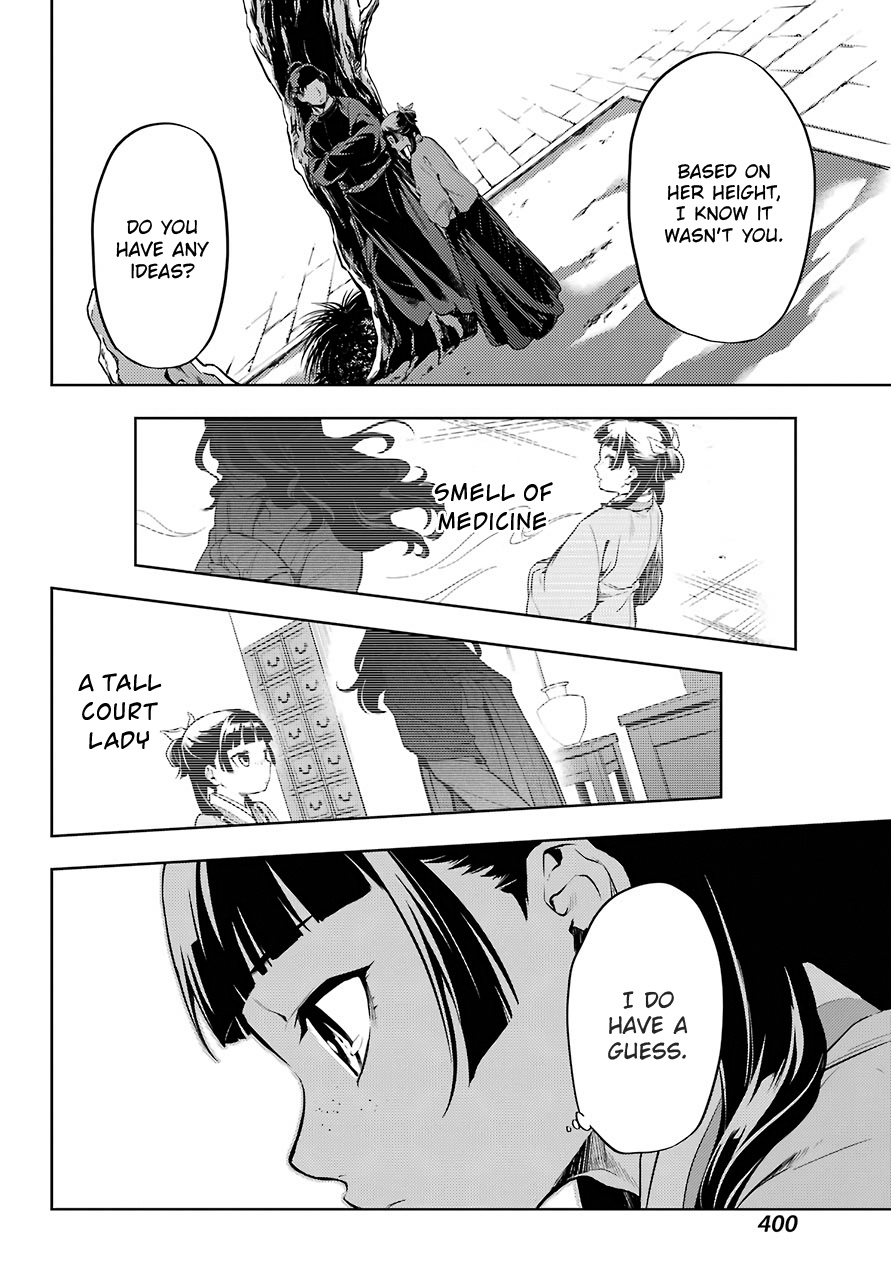 BASED ON
HER HEIGHT,
I KNOW IT
WASN'T YOU.
DO YOU
HAVE ANY
IDEAS?
SMELL OF
MEDICINE
A TALL
COURT
LADY
I DO
HAVE A
GUESS.
400